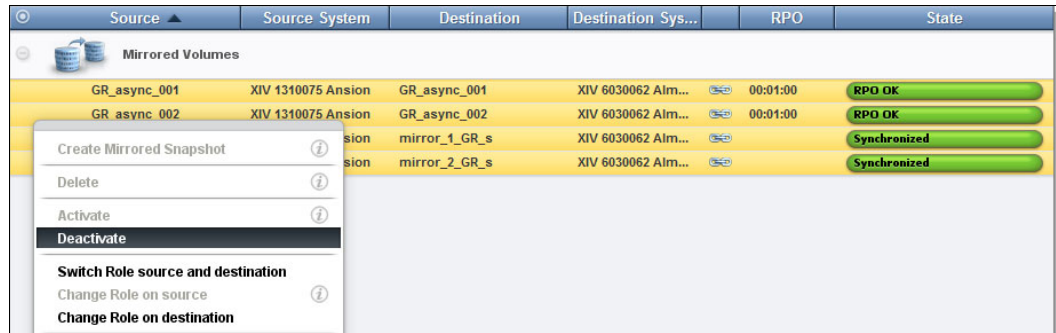 Source Source System Destination Destination Sys... RPO State
Mirrored Volumes
GR_async_001 XIV 1310075 Ansion GR_async_001 XIV 6030062 Alm... 00:01:00 RPO OK
GR_async_002 XIV 1310075 Ansion GR_async_002 XIV 6030062 Alm... 00:01:00 RPO OK
sion mirror_1_GR_s XIV 6030062 Alm... Synchronized
sion mirror_2_GR_s XIV 6030062 Alm... Synchronized
Create Mirrored Snapshot
Delete
Activate
Deactivate
Switch Role source and destination
Change Role on source
Change Role on destination